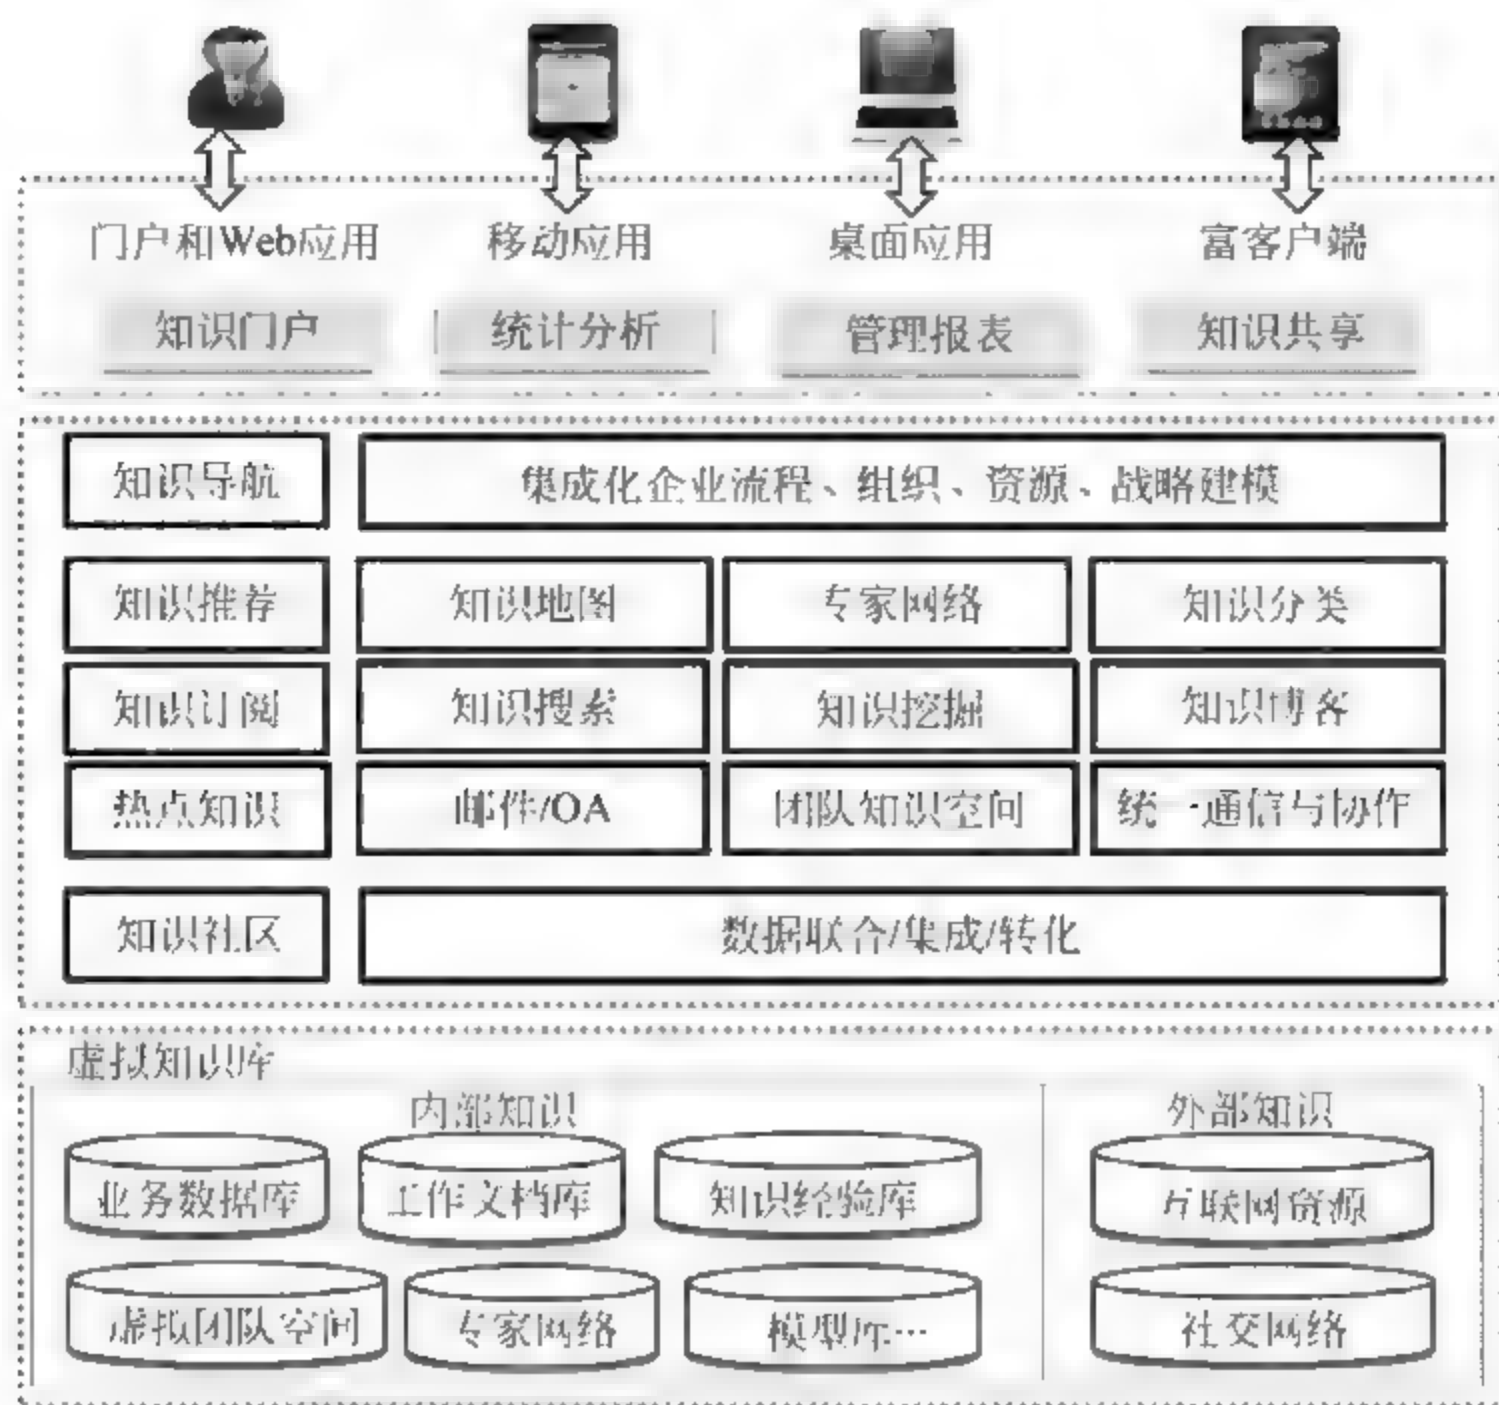 门户和Web应用 移动应用 桌面应用 富客户端
知识门户 统计分析 管理报表 知识共享
知识导航 集成化企业流程、组织、资源、战略建模
知识推荐 知识地图 专家网络 知识分类
知识订阅 知识搜素 知识挖掘 知识博客
热点知识 邮件/OA 团队知识空间 统一通信与协作
知识社区 数据联合/集成/转化
虚拟知识库
内部知识 外部知识
业务数据库 工作文档库 知识经验库 互联网资源
虚拟团队空间 专家网络 模型库… 社交网络